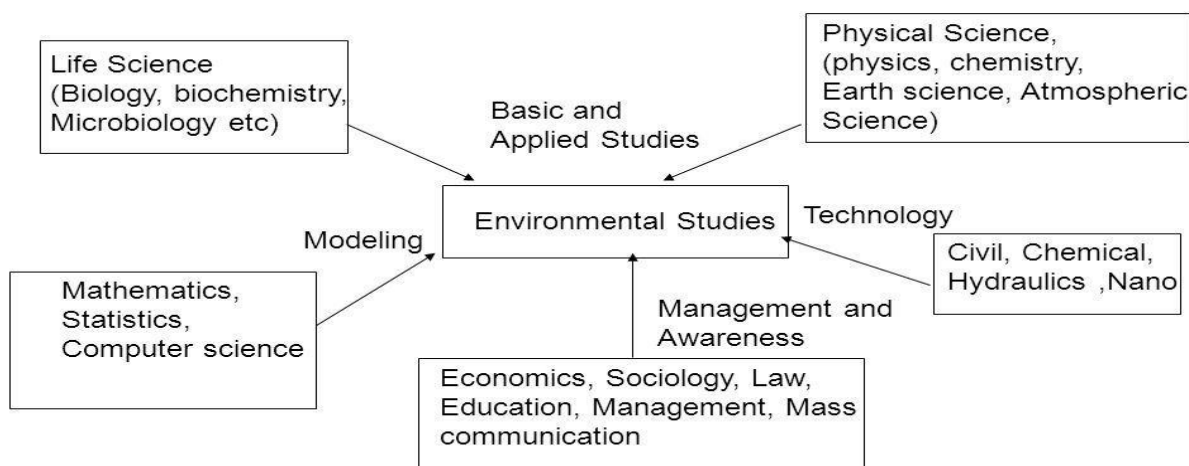 Life Science
(Biology, biochemistry,
Microbiology etc)
Physical Science,
(physics, chemistry,
Earth science, Atmospheric
Science)
Basic and
Applied Studies
Environmental Studies
Technology
Modeling
Civil, Chemical,
Hydraulics ,Nano
Mathematics,
Statistics,
Computer science
Management and
Awareness
Economics, Sociology, Law,
Education, Management, Mass
communication